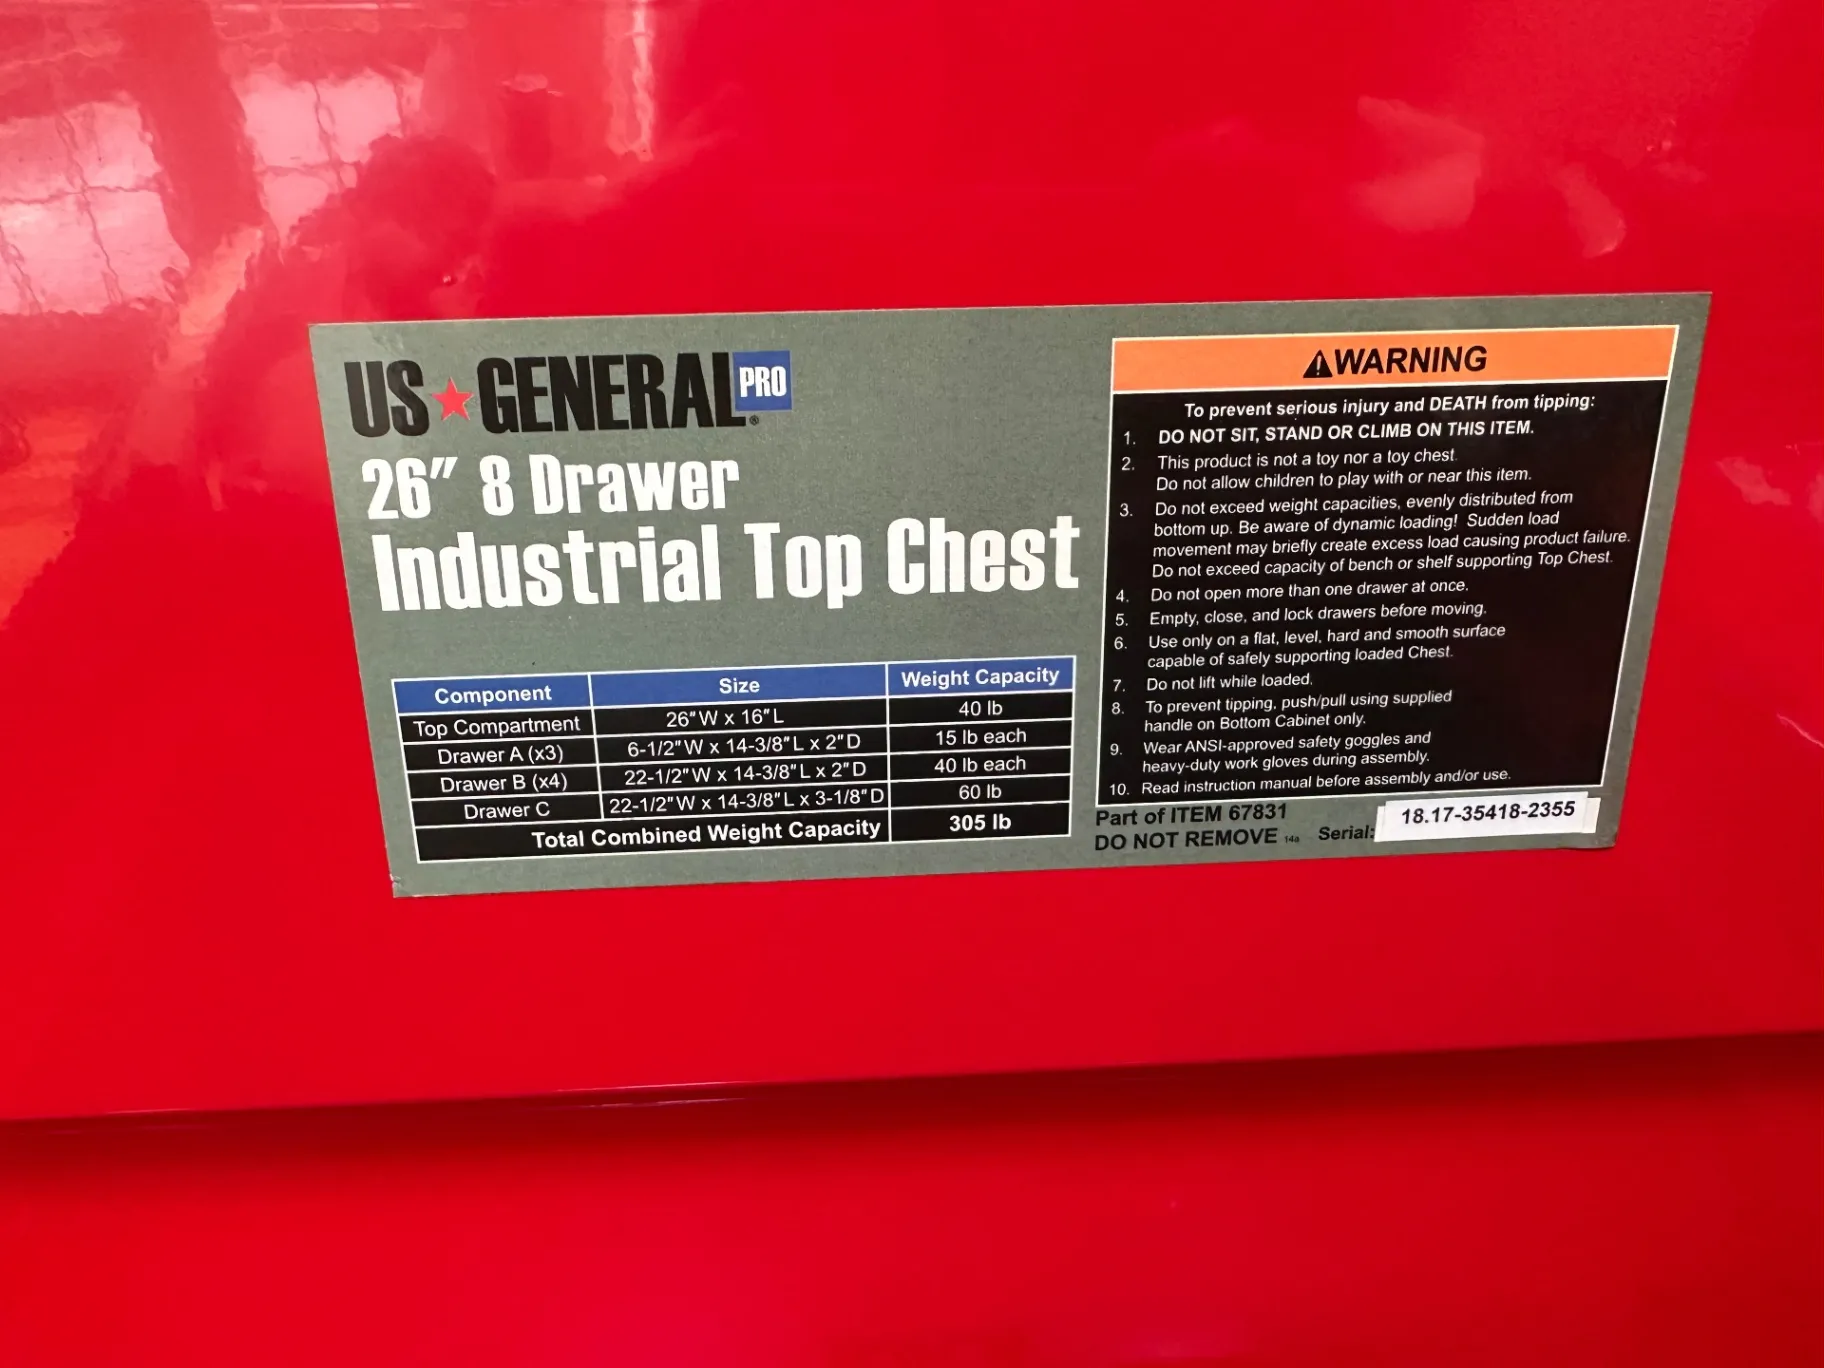 US★GENERAL PRO®
26" 8 Drawer
Industrial Top Chest
Component Size Weight Capacity
Top Compartment 26"W x 16"L 40 lb
Drawer A (x3) 6-1/2"W x 14-3/8"L x 2"D 15 lb each
Drawer B (x4) 22-1/2"W x 14-3/8"L x 2"D 40 lb each
Drawer C 22-1/2"W x 14-3/8"L x 3-1/8"D 60 lb
Total Combined Weight Capacity 305 lb
⚠WARNING
To prevent serious injury and DEATH from tipping:
1. DO NOT SIT, STAND OR CLIMB ON THIS ITEM.
2. This product is not a toy nor a toy chest.
Do not allow children to play with or near this item.
3. Do not exceed weight capacities, evenly distributed from
bottom up. Be aware of dynamic loading! Sudden load
movement may briefly create excess load causing product failure.
Do not exceed capacity of bench or shelf supporting Top Chest.
4. Do not open more than one drawer at once.
5. Empty, close, and lock drawers before moving.
6. Use only on a flat, level, hard and smooth surface
capable of safely supporting loaded Chest.
7. Do not lift while loaded.
8. To prevent tipping, push/pull using supplied
handle on Bottom Cabinet only.
9. Wear ANSI-approved safety goggles and
heavy-duty work gloves during assembly.
10. Read instruction manual before assembly and/or use.
Part of ITEM 67831
DO NOT REMOVE 14a Serial: 18.17-35418-2355